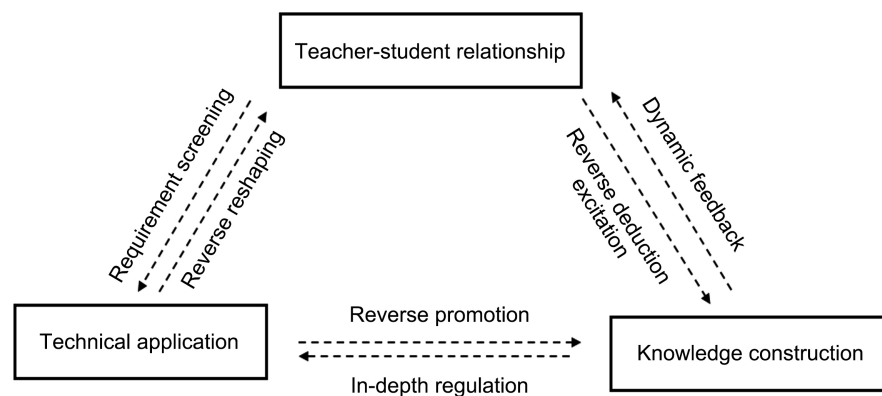 Teacher-student relationship
Requirement screening
Reverse reshaping
Reverse deduction
excitation
Dynamic feedback
Technical application
Reverse promotion
In-depth regulation
Knowledge construction